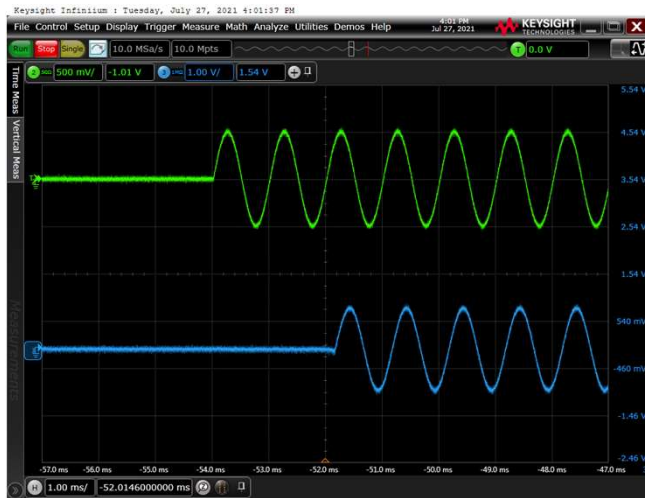 Keysight Infiniium : Tuesday, July 27, 2021 4:01:37 PM
File Control Setup Display Trigger Measure Math Analyze Utilities Demos Help
4:01 PM
Jul 27, 2021
KEYSIGHT
TECHNOLOGIES
Run Stop Single 10.0 MSa/s 10.0 Mpts T 0.0 V
2 500 mV/ -1.01 V 3 1.00 V/ 1.54 V
Time Meas
Vertical Meas
Measurements
5.54 V
4.54 V
3.54 V
2.54 V
1.54 V
540 mV
-460 mV
-1.46 V
-2.46 V
-57.0 ms -56.0 ms -55.0 ms -54.0 ms -53.0 ms -52.0 ms -51.0 ms -50.0 ms -49.0 ms -48.0 ms -47.0 ms
H 1.00 ms/ -52.0146000000 ms